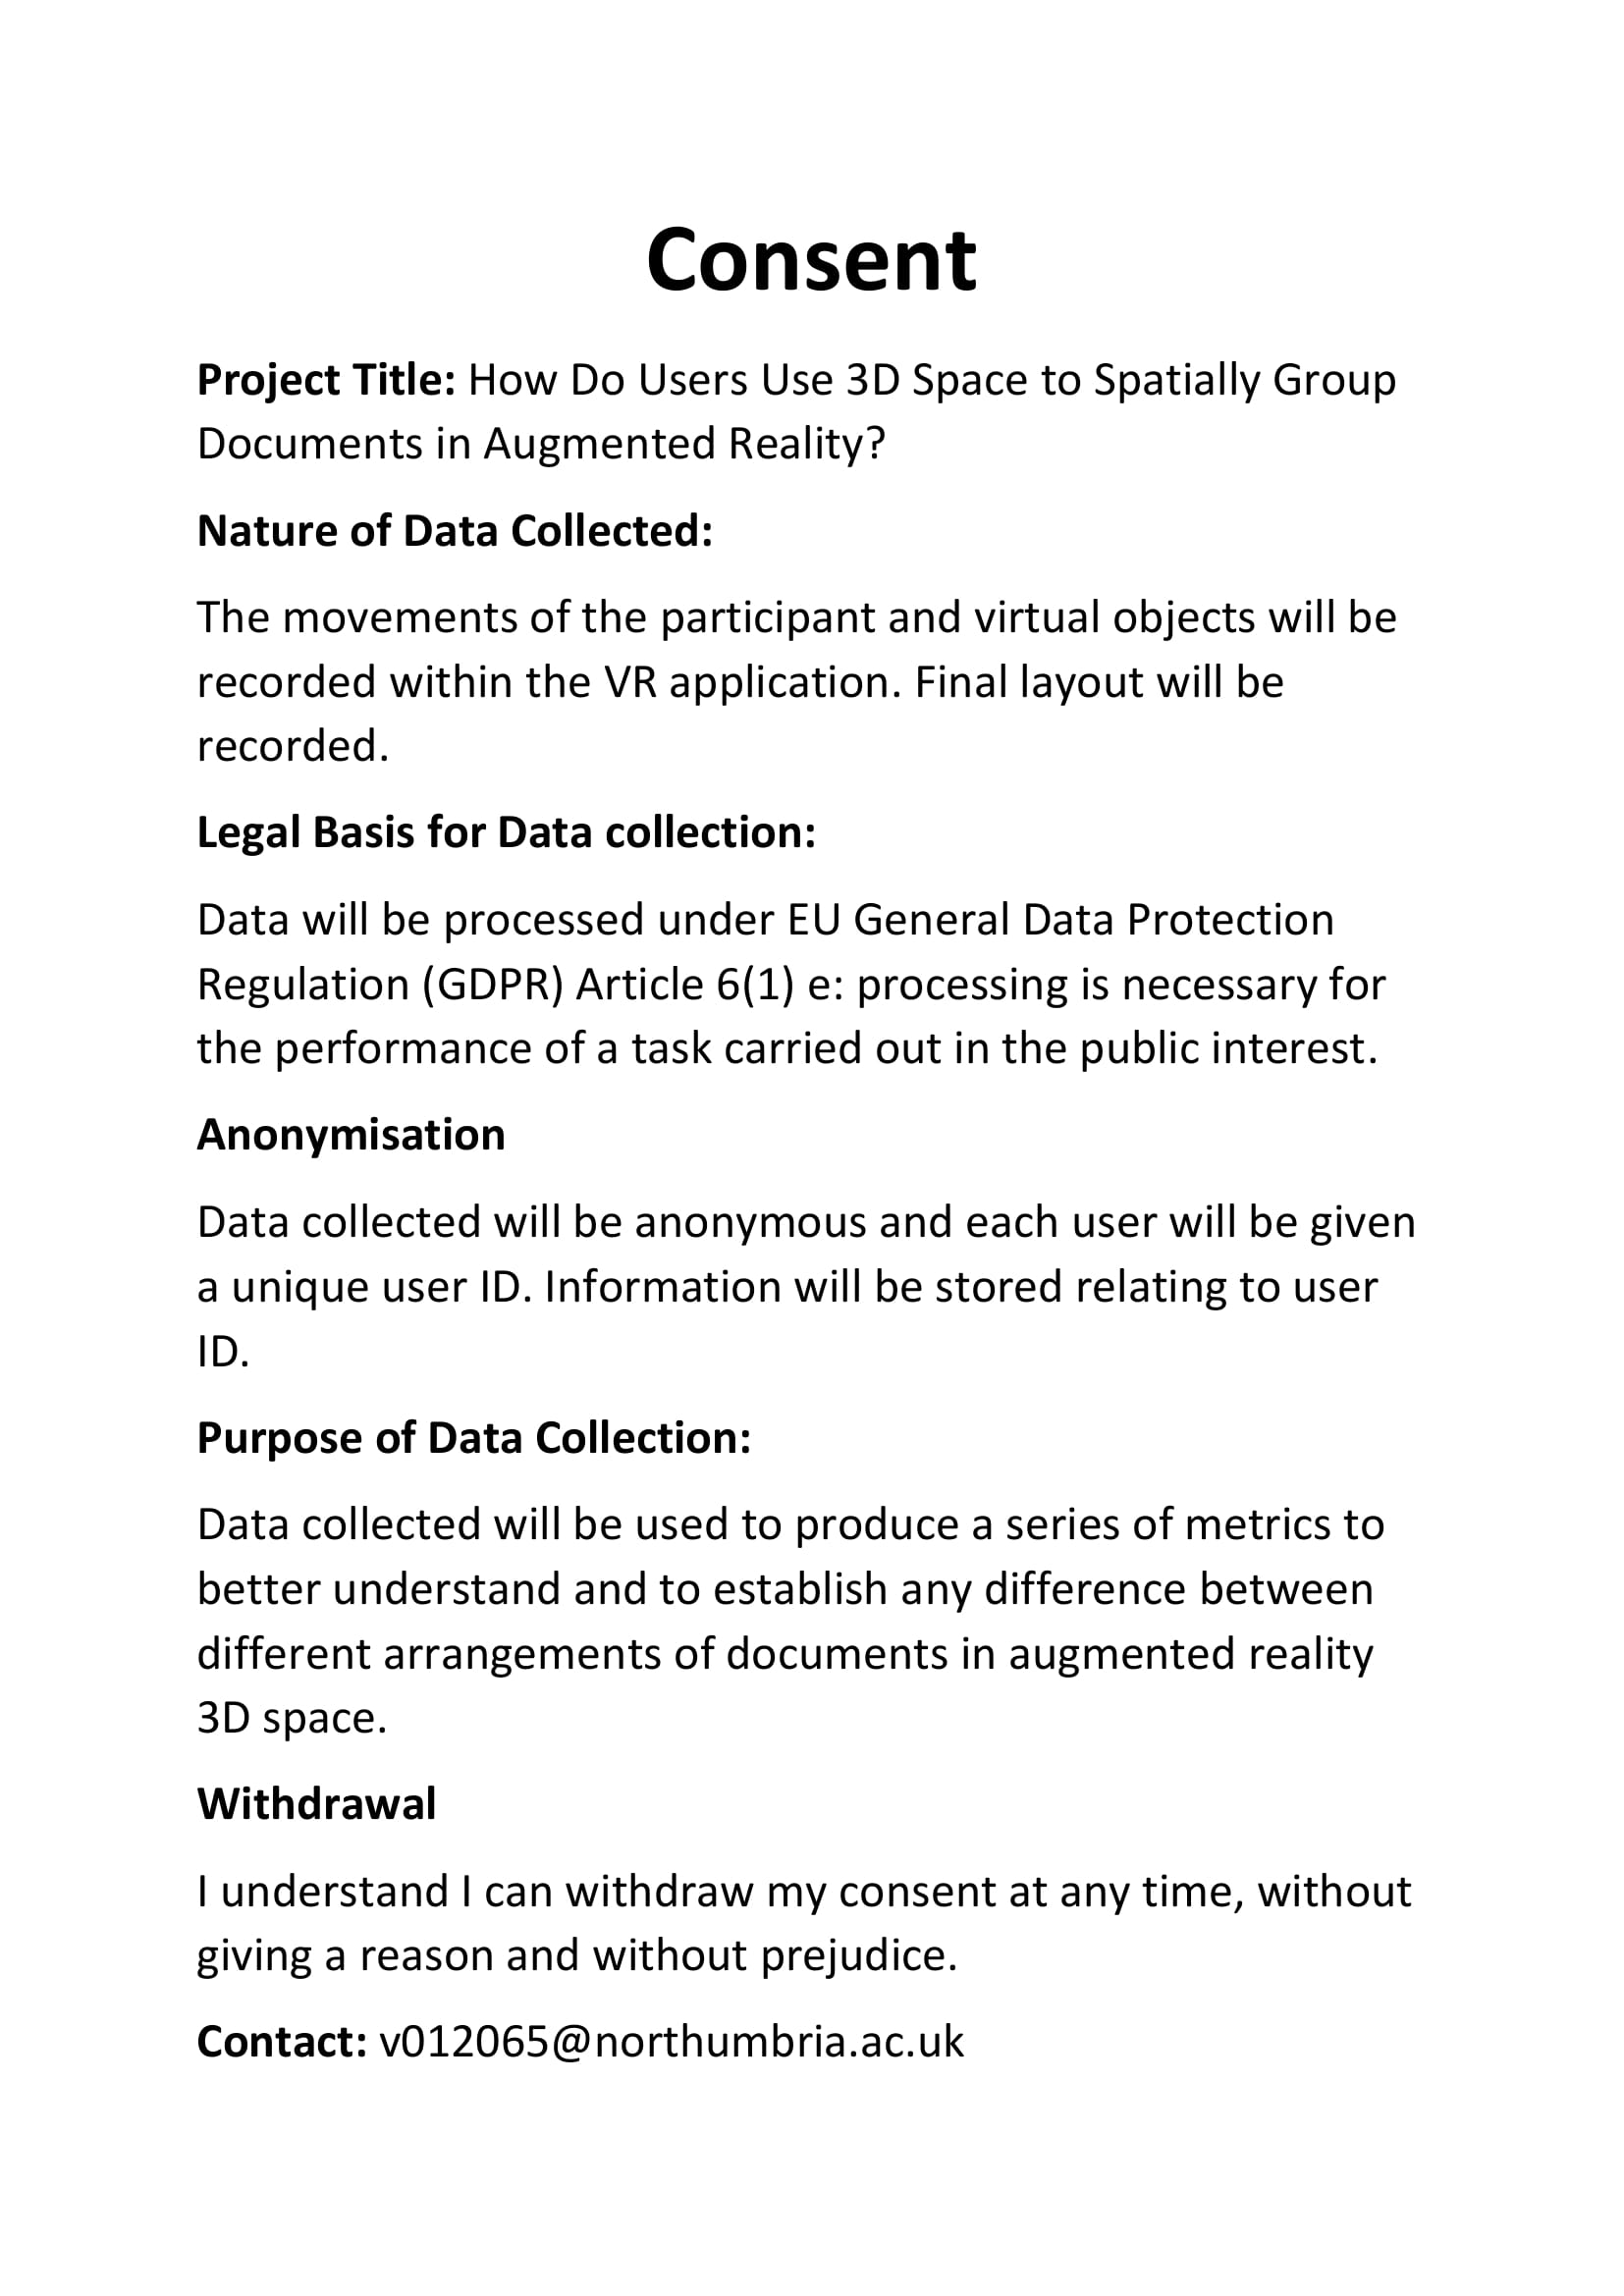 Consent
Project Title: How Do Users Use 3D Space to Spatially Group
Documents in Augmented Reality?
Nature of Data Collected:
The movements of the participant and virtual objects will be
recorded within the VR application. Final layout will be
recorded.
Legal Basis for Data collection:
Data will be processed under EU General Data Protection
Regulation (GDPR) Article 6(1) e: processing is necessary for
the performance of a task carried out in the public interest.
Anonymisation
Data collected will be anonymous and each user will be given
a unique user ID. Information will be stored relating to user
ID.
Purpose of Data Collection:
Data collected will be used to produce a series of metrics to
better understand and to establish any difference between
different arrangements of documents in augmented reality
3D space.
Withdrawal
I understand I can withdraw my consent at any time, without
giving a reason and without prejudice.
Contact: v012065@northumbria.ac.uk